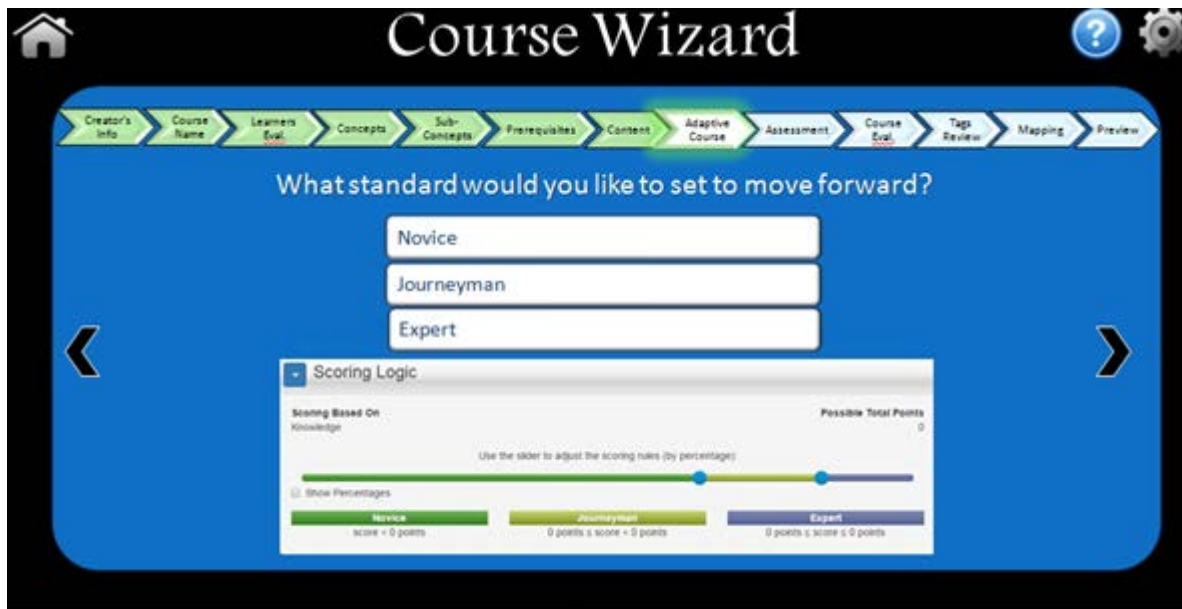 Course Wizard
?
Creator's Info
Course Name
Learners Eval.
Concepts
Sub-Concepts
Prerequisites
Content
Adaptive Course
Assessment
Course Eval.
Tags Review
Mapping
Preview
What standard would you like to set to move forward?
Novice
Journeyman
Expert
Scoring Logic
Scoring Based On
Possible Total Points
Knowledge
0
Use the slider to adjust the scoring rules (by percentage)
Show Percentages
Novice
Journeyman
Expert
score < 0 points
0 points ≤ score < 0 points
0 points ≤ score ≤ 0 points